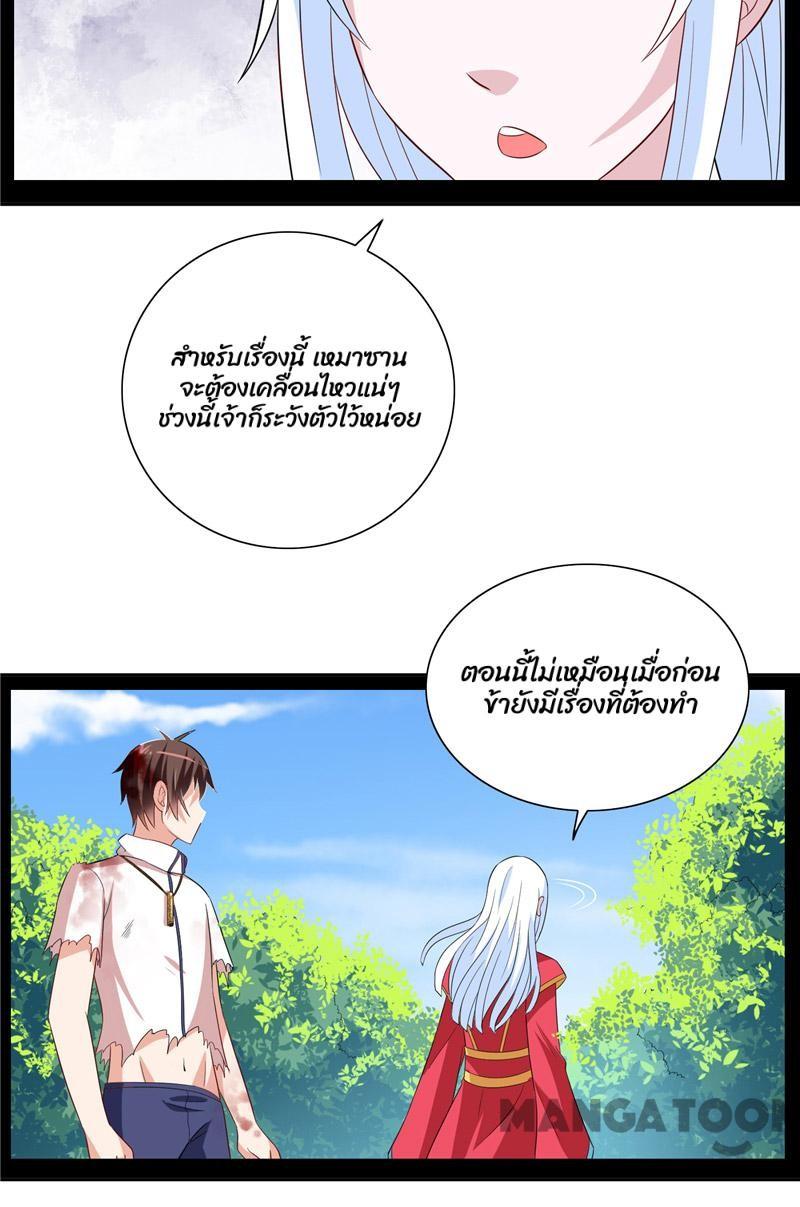 สำหรับเรื่องนี้ เหมาซาน
จะต้องเคลื่อนไหวแน่ๆ
ช่วงนี้เจ้าก็ระวังตัวไว้หน่อย
ตอนนี้ไม่เหมือนเมื่อก่อน
ข้ายังมีเรื่องที่ต้องทำ
MANGATOON